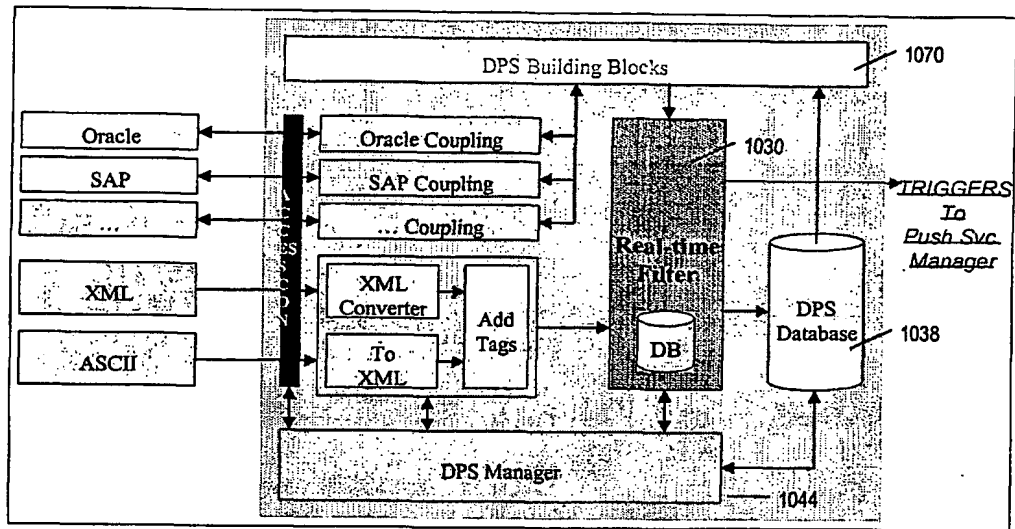 DPS Building Blocks
1070
Oracle
Oracle Coupling
1030
SAP
SAP Coupling
TRIGGERS
To
Push Svc
Manager
...
... Coupling
Real-time
Filter
XML
XML
Converter
Add
Tags
DPS
Database
1038
ASCII
To
XML
DB
DPS Manager
1044